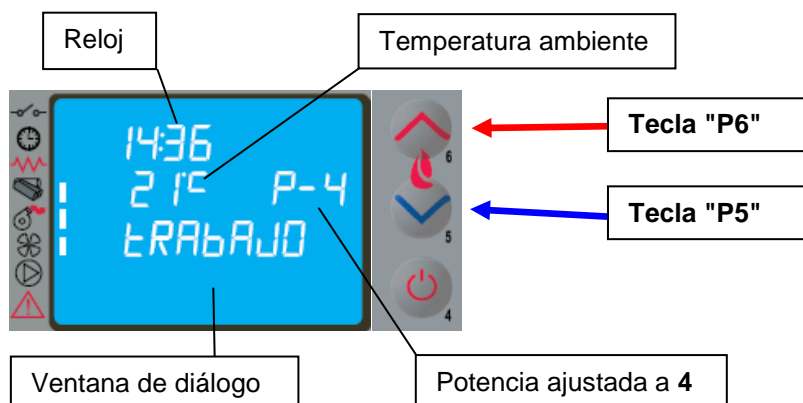 Reloj
Temperatura ambiente
14:36
21°C P-4
tRAbAJO
6
5
4
Tecla "P6"
Tecla "P5"
Ventana de diálogo
Potencia ajustada a 4